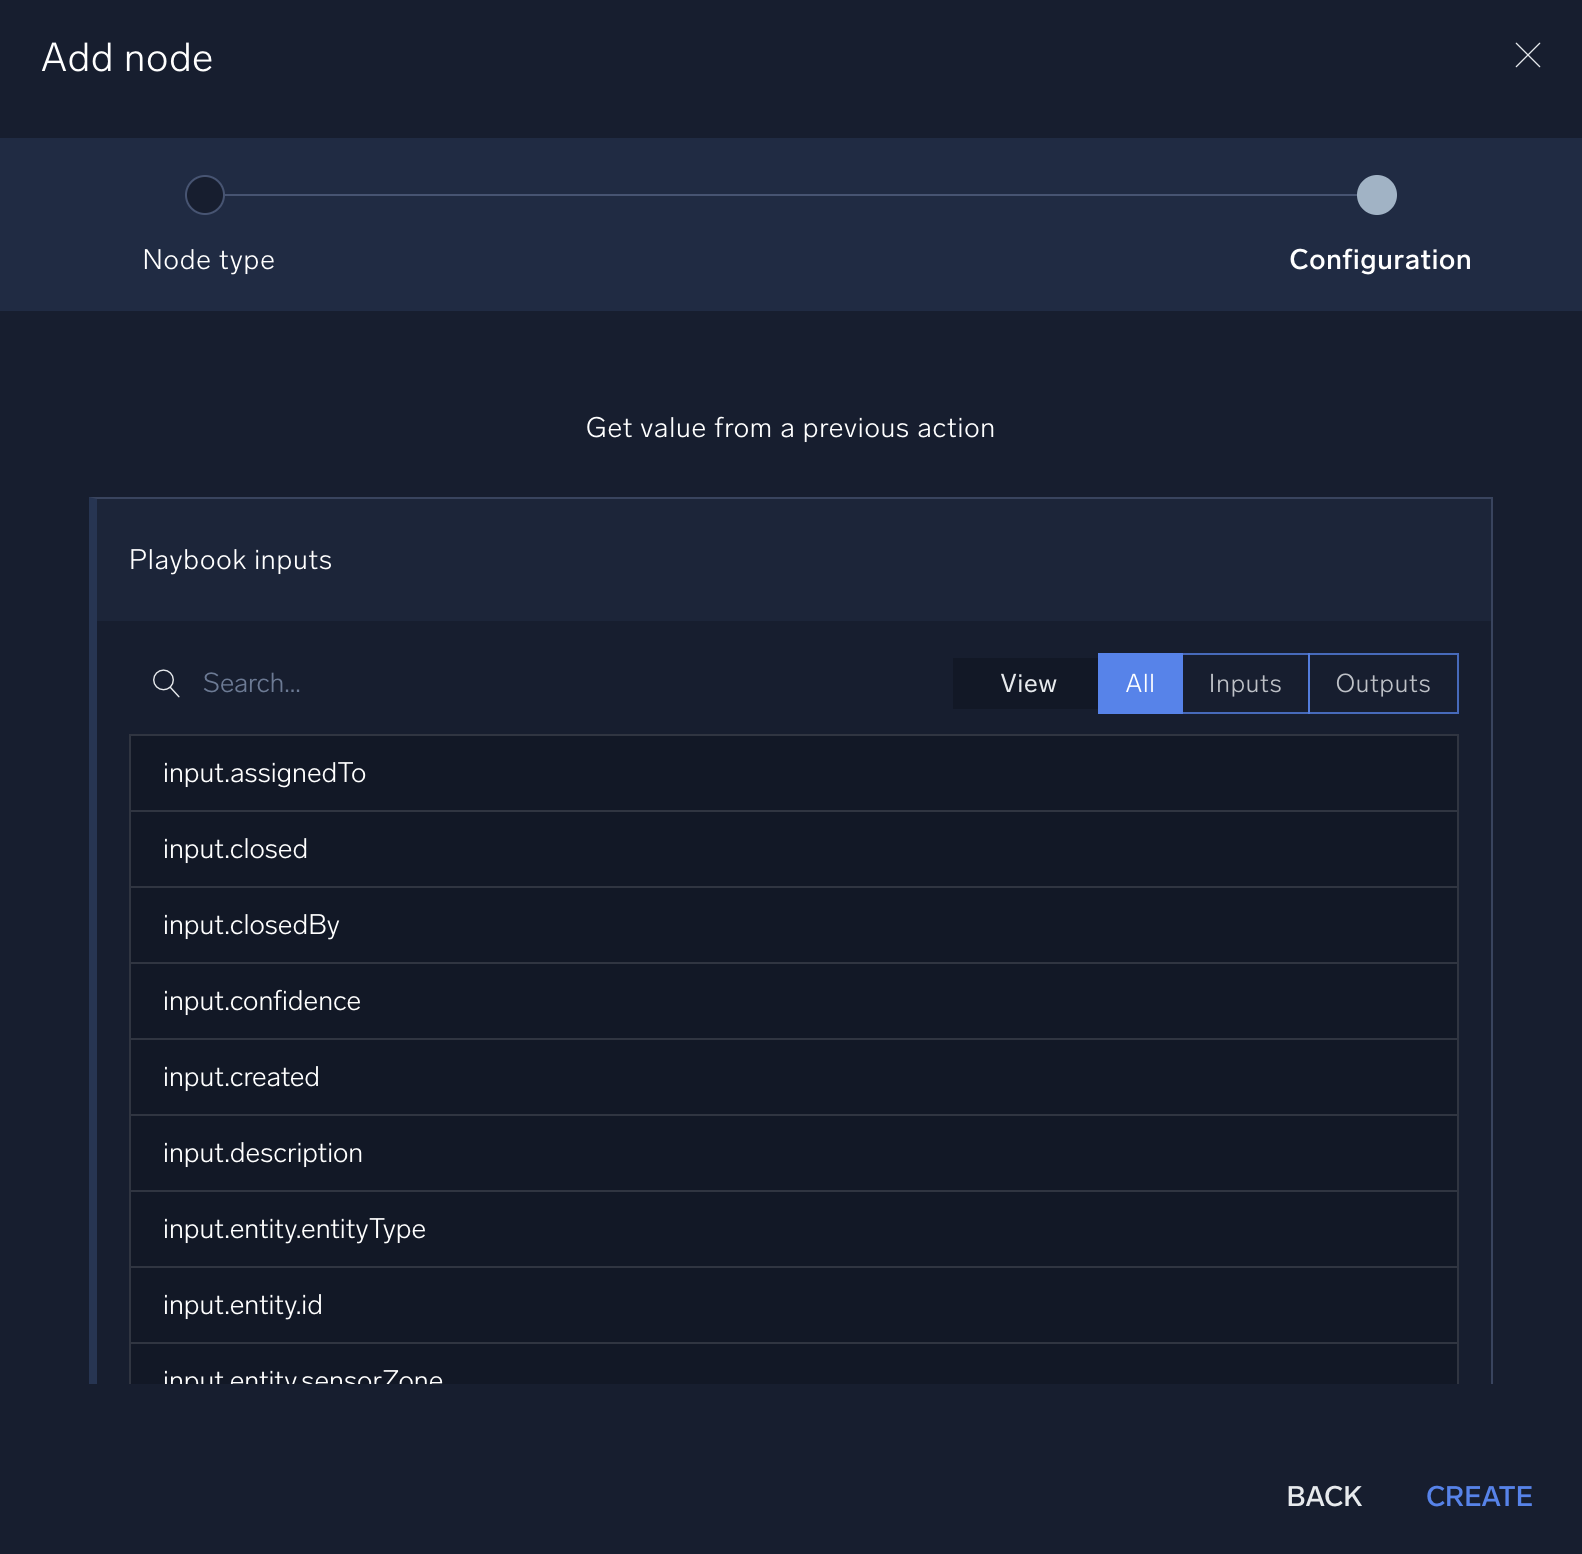 Add node
Node type
Configuration
Get value from a previous action
Playbook inputs
Search...
View All Inputs Outputs
input.assignedTo
input.closed
input.closedBy
input.confidence
input.created
input.description
input.entity.entityType
input.entity.id
input.entity.sensorZone
BACK CREATE